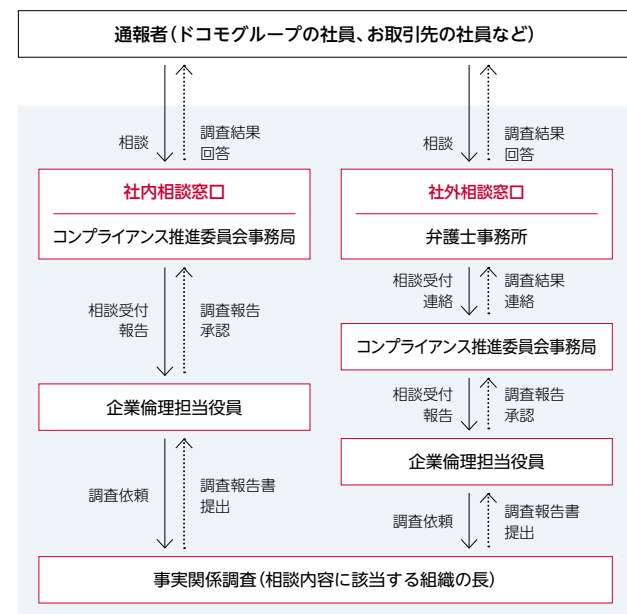 通報者（ドコモグループの社員、お取引先の社員など）
相談
調査結果
回答
相談
調査結果
回答
社内相談窓口
コンプライアンス推進委員会事務局
社外相談窓口
弁護士事務所
相談受付
報告
調査報告
承認
相談受付
連絡
調査結果
連絡
コンプライアンス推進委員会事務局
相談受付
報告
調査報告
承認
企業倫理担当役員
企業倫理担当役員
調査依頼
調査報告書
提出
調査依頼
調査報告書
提出
事実関係調査（相談内容に該当する組織の長）